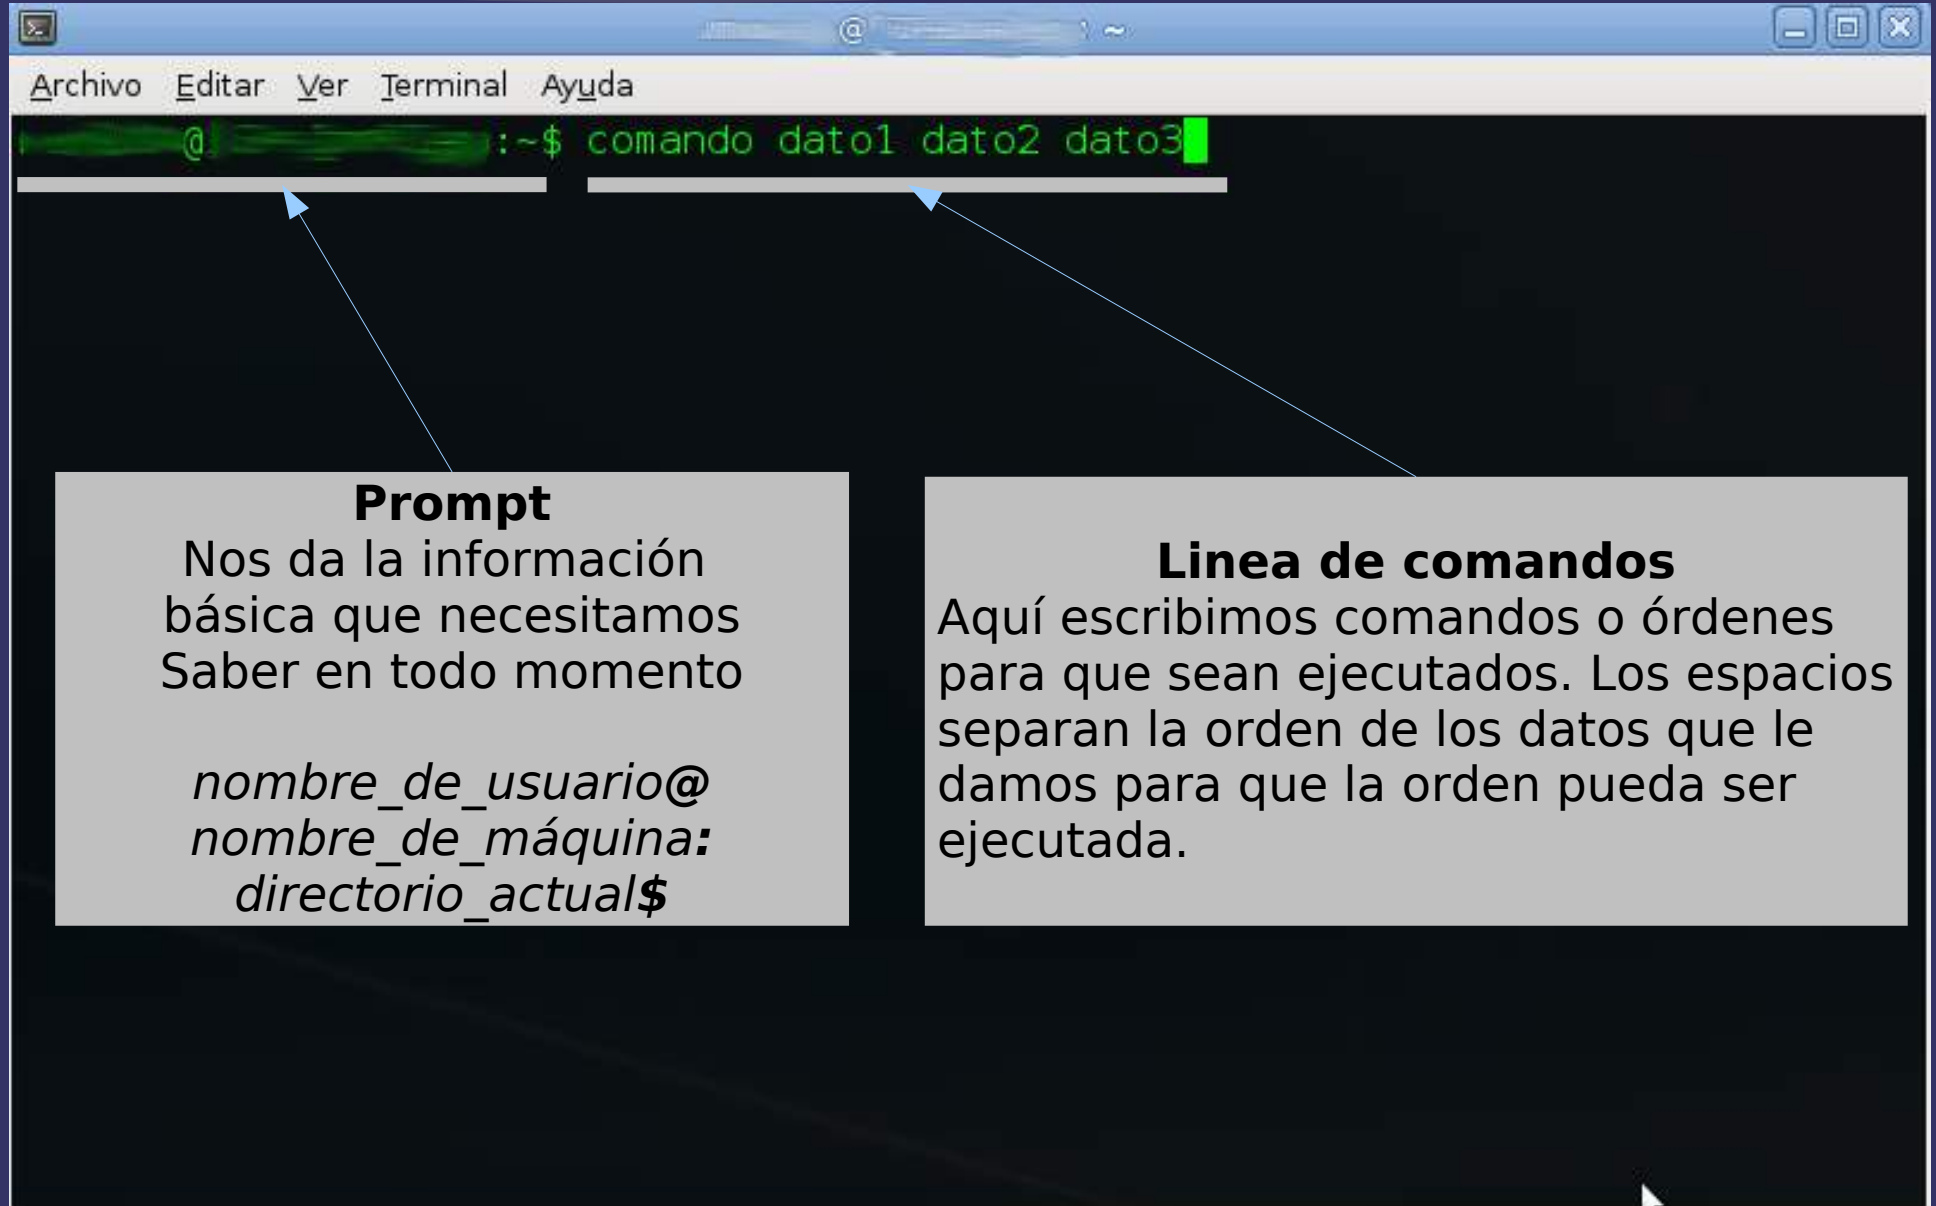 @ : ~
Archivo Editar Ver Terminal Ayuda
@ :~$ comando dato1 dato2 dato3
Prompt
Nos da la información
básica que necesitamos
Saber en todo momento
nombre_de_usuario@
nombre_de_máquina:
directorio_actual$
Linea de comandos
Aquí escribimos comandos o órdenes
para que sean ejecutados. Los espacios
separan la orden de los datos que le
damos para que la orden pueda ser
ejecutada.